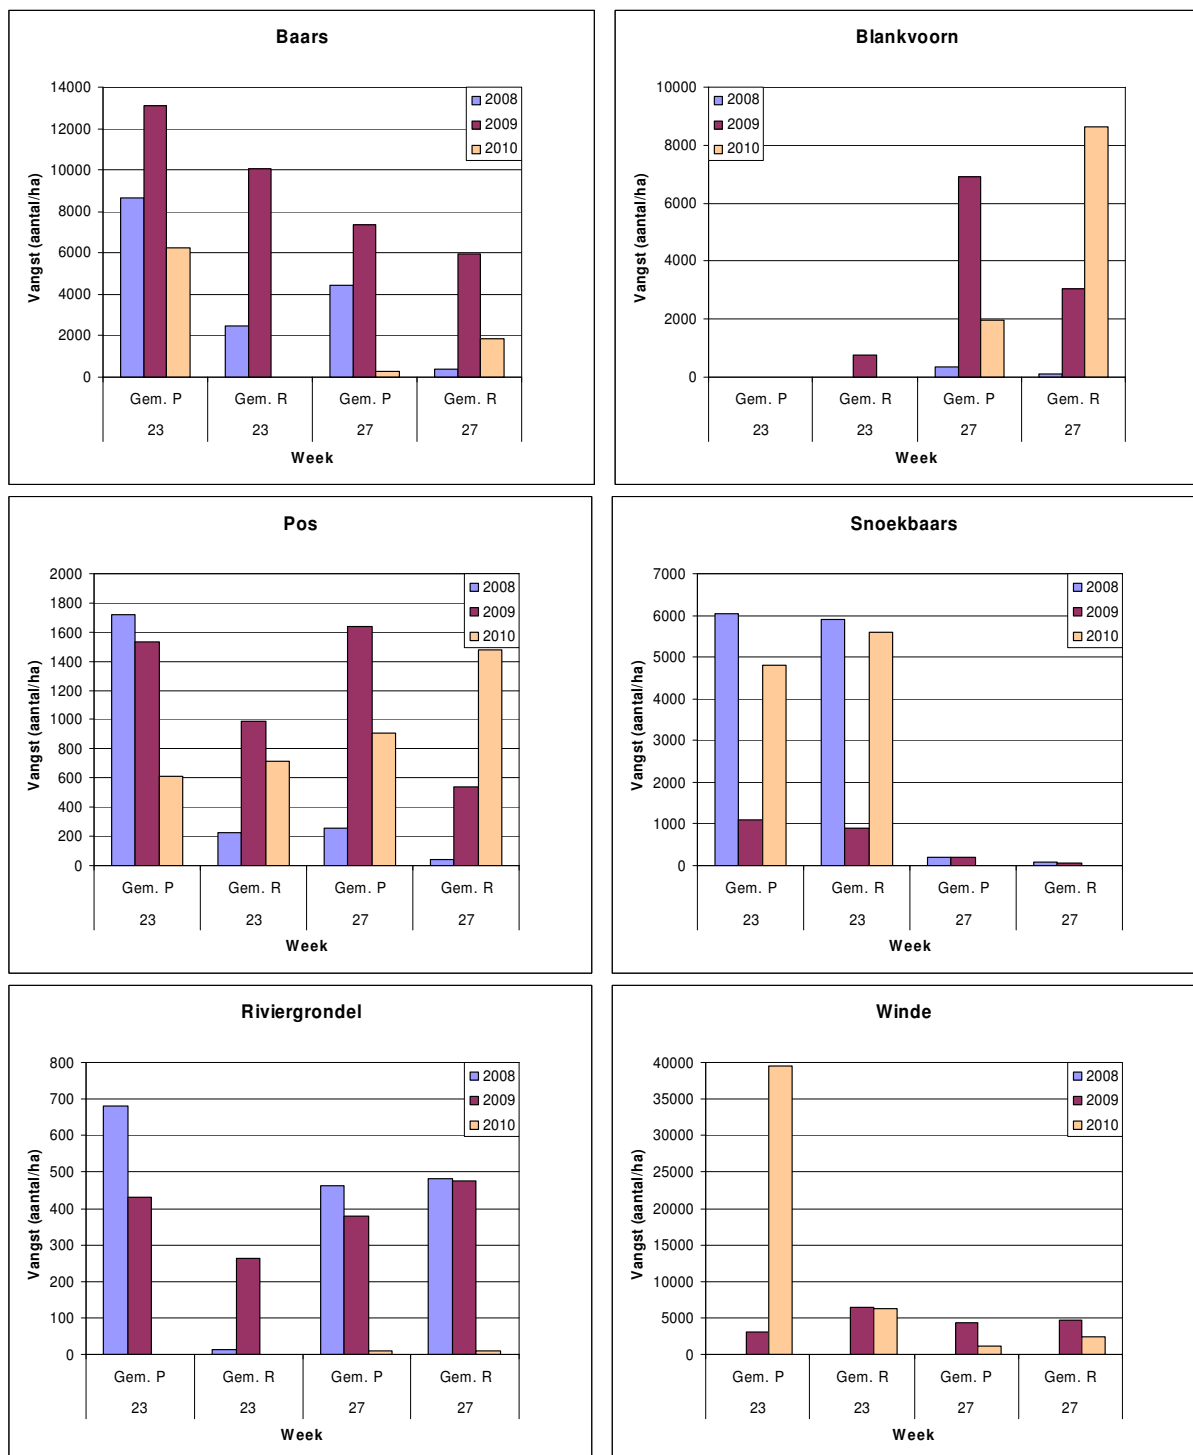 Baars
14000
12000
10000
8000
6000
4000
2000
0
Vangst (aantal/ha)
2008
2009
2010
Gem. P Gem. R Gem. P Gem. R
23 23 27 27
Week
Blankvoorn
10000
8000
6000
4000
2000
0
Vangst (aantal/ha)
2008
2009
2010
Gem. P Gem. R Gem. P Gem. R
23 23 27 27
Week
Pos
2000
1800
1600
1400
1200
1000
800
600
400
200
0
Vangst (aantal/ha)
2008
2009
2010
Gem. P Gem. R Gem. P Gem. R
23 23 27 27
Week
Snoekbaars
7000
6000
5000
4000
3000
2000
1000
0
Vangst (aantal/ha)
2008
2009
2010
Gem. P Gem. R Gem. P Gem. R
23 23 27 27
Week
Riviergrondel
800
700
600
500
400
300
200
100
0
Vangst (aantal/ha)
2008
2009
2010
Gem. P Gem. R Gem. P Gem. R
23 23 27 27
Week
Winde
40000
35000
30000
25000
20000
15000
10000
5000
0
Vangst (aantal/ha)
2008
2009
2010
Gem. P Gem. R Gem. P Gem. R
23 23 27 27
Week